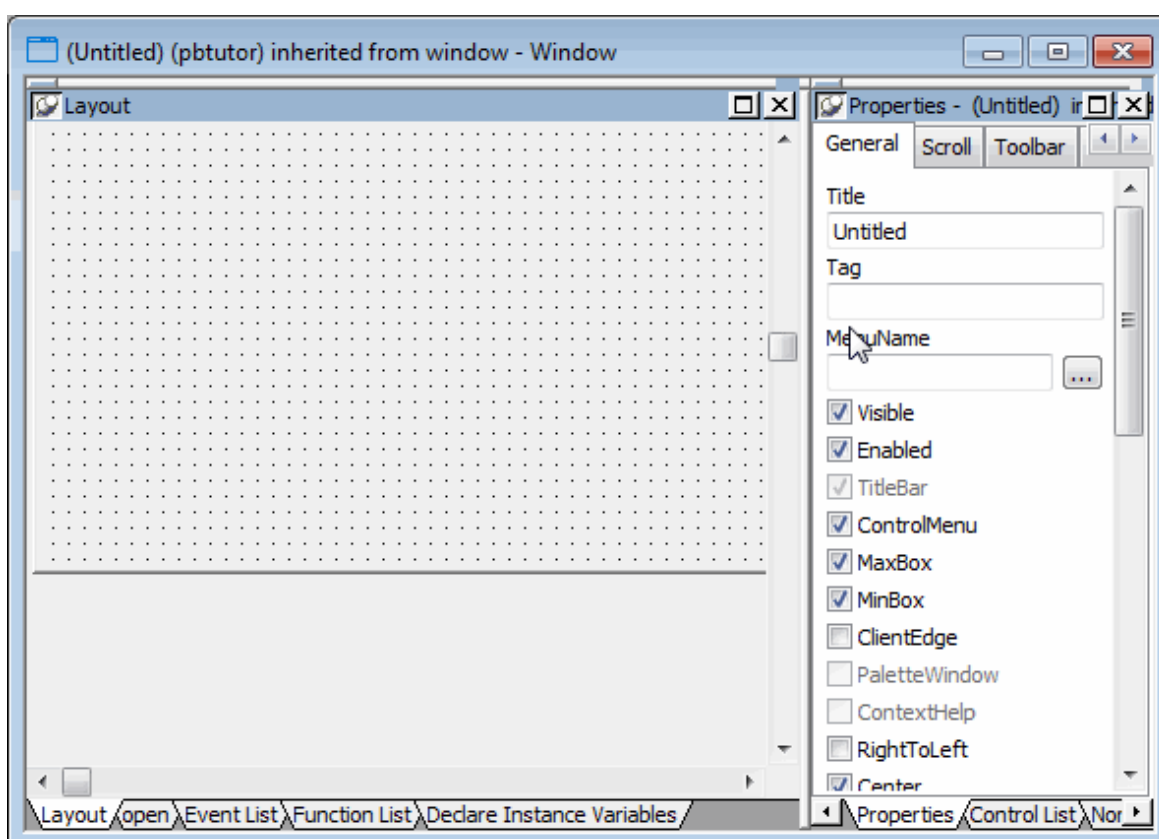 (Untitled) (pbtutor) inherited from window - Window
Layout
Properties - (Untitled) in
General Scroll Toolbar
Title
Untitled
Tag
MenuName
...
Visible
Enabled
TitleBar
ControlMenu
MaxBox
MinBox
ClientEdge
PaletteWindow
ContextHelp
RightToLeft
Center
Layout open Event List Function List Declare Instance Variables
Properties Control List Nor